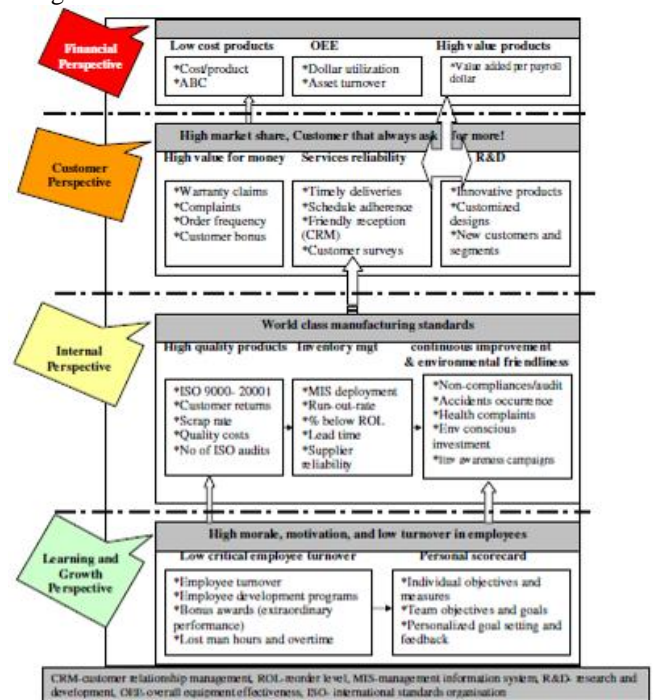 Financial
Perspective
Low cost products
OEE
High value products
*Cost/product
*ABC
*Dollar utilization
*Asset turnover
*Value added per payroll
dollar
Customer
Perspective
High market share, Customer that always ask for more!
High value for money
Services reliability
R&D
*Warranty claims
*Complaints
*Order frequency
*Customer bonus
*Timely deliveries
*Schedule adherence
*Friendly reception
(CRM)
*Customer surveys
*Innovative products
*Customized
designs
*New customers and
segments
Internal
Perspective
World class manufacturing standards
High quality products
Inventory mgt
continuous improvement
& environmental friendliness
*ISO 9000- 20001
*Customer returns
*Scrap rate
*Quality costs
*No of ISO audits
*MIS deployment
*Run-out-rate
*% below ROL
*Lead time
*Supplier
reliability
*Non-compliances/audit
*Accidents occurrence
*Health complaints
*Env conscious
investment
*Env awareness campaigns
Learning and
Growth
Perspective
High morale, motivation, and low turnover in employees
Low critical employee turnover
Personal scorecard
*Employee turnover
*Employee development programs
*Bonus awards (extraordinary
performance)
*Lost man hours and overtime
*Individual objectives and
measures
*Team objectives and goals
*Personalized goal setting and
feedback
CRM-customer relationship management, ROL-reorder level, MIS-management information system, R&D- research and
development, OEE-overall equipment effectiveness, ISO- international standards organisation